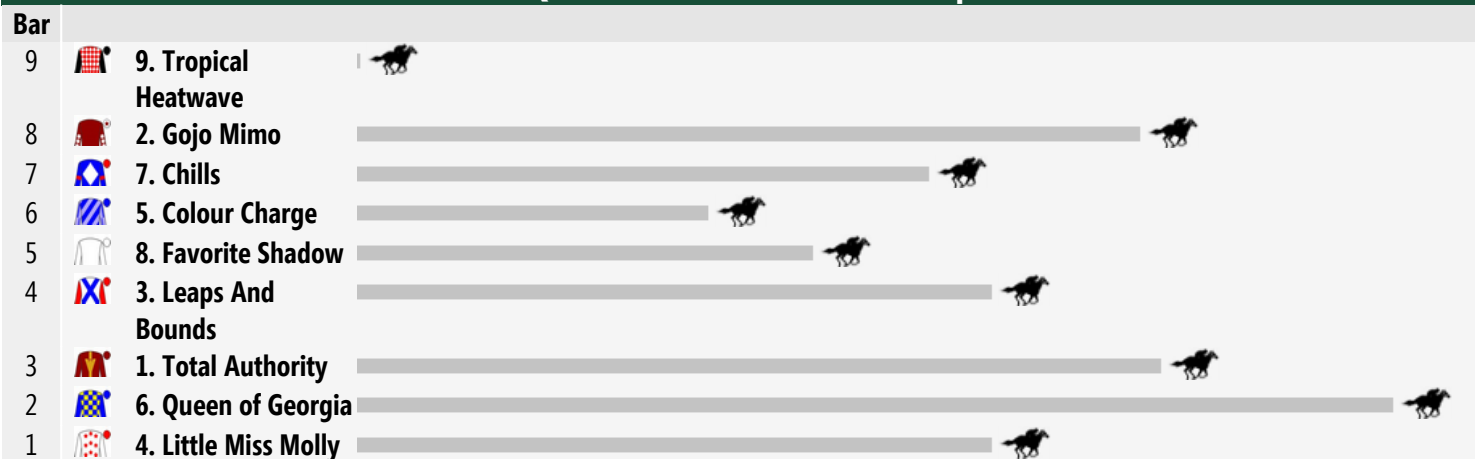 Bar
9 9. Tropical
Heatwave
8 2. Gojo Mimo
7 7. Chills
6 5. Colour Charge
5 8. Favorite Shadow
4 3. Leaps And
Bounds
3 1. Total Authority
2 6. Queen of Georgia
1 4. Little Miss Molly